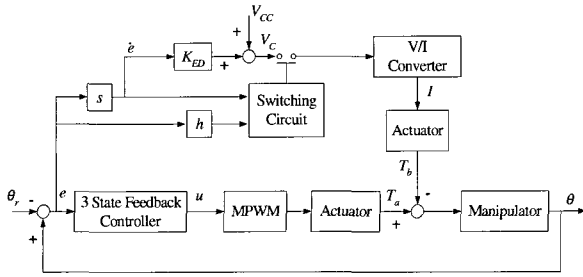 V_CC
+
ė
K_ED
+
V_C
V/I
Converter
s
Switching
Circuit
I
h
Actuator
T_b
θ_r
-
e
3 State Feedback
Controller
u
MPWM
Actuator
T_a
-
+
Manipulator
θ
+